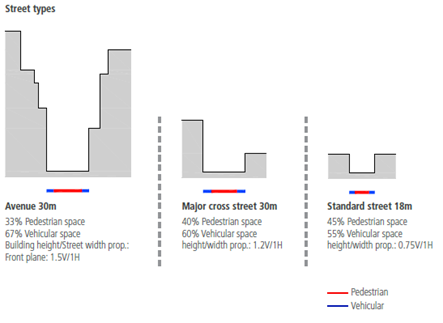 Street types
Avenue 30m
33% Pedestrian space
67% Vehicular space
Building height/Street width prop.:
Front plane: 1.5V/1H
Major cross street 30m
40% Pedestrian space
60% Vehicular space
height/width prop.: 1.2V/1H
Standard street 18m
45% Pedestrian space
55% Vehicular space
height/width prop.: 0.75V/1H
Pedestrian
Vehicular